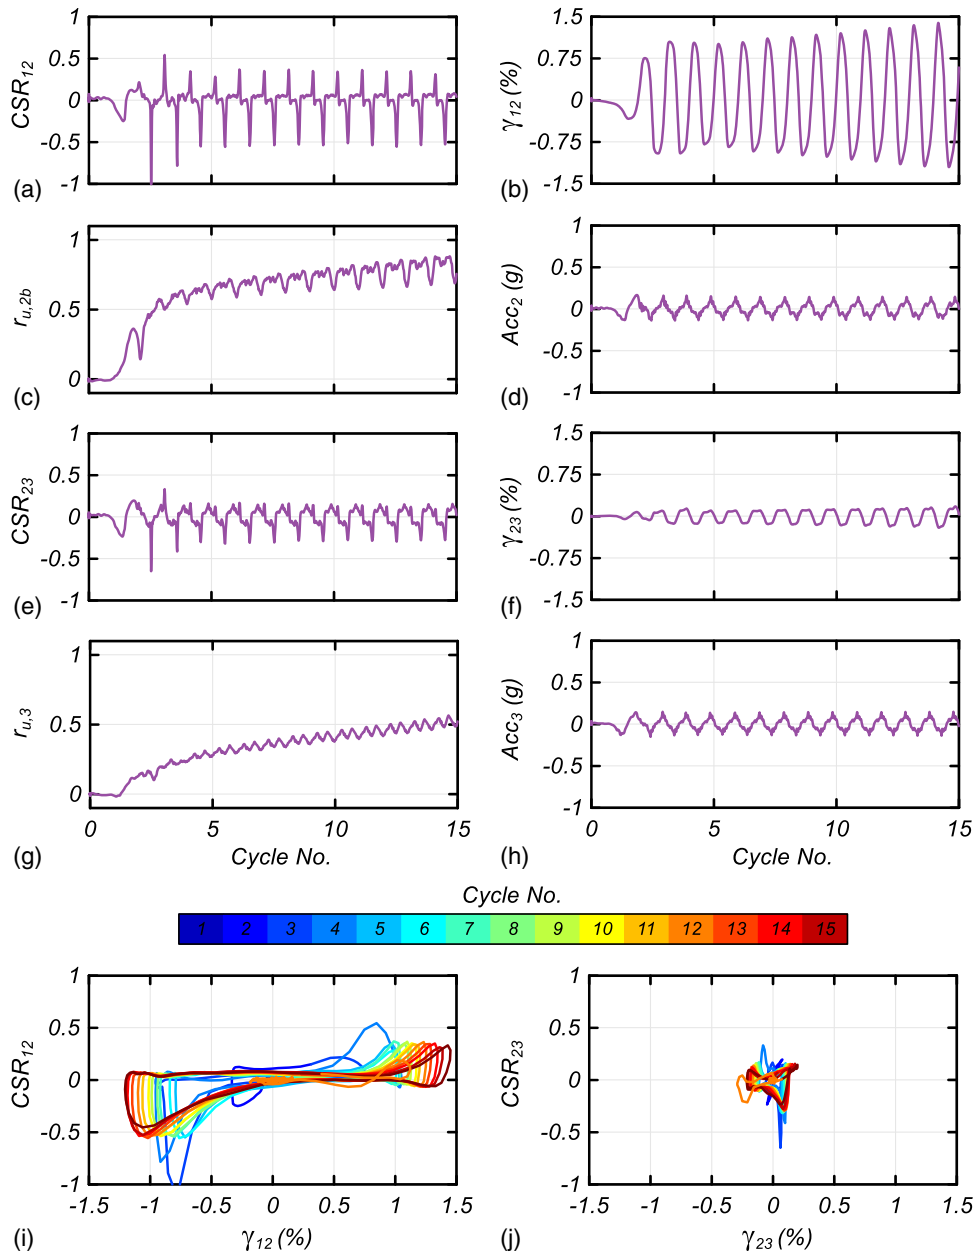 1
0.5
0
-0.5
-1
CSR12
(a)
1.5
0.75
0
-0.75
-1.5
γ12 (%)
(b)
1
0.5
0
ru,2b
(c)
1
0.5
0
-0.5
-1
Acc2 (g)
(d)
1
0.5
0
-0.5
-1
CSR23
(e)
1.5
0.75
0
-0.75
-1.5
γ23 (%)
(f)
1
0.5
0
ru,3
0 5 10 15
Cycle No.
(g)
1
0.5
0
-0.5
-1
Acc3 (g)
0 5 10 15
Cycle No.
(h)
Cycle No.
1 2 3 4 5 6 7 8 9 10 11 12 13 14 15
1
0.5
0
-0.5
-1
CSR12
-1.5 -1 -0.5 0 0.5 1 1.5
γ12 (%)
(i)
1
0.5
0
-0.5
-1
CSR23
-1.5 -1 -0.5 0 0.5 1 1.5
γ23 (%)
(j)